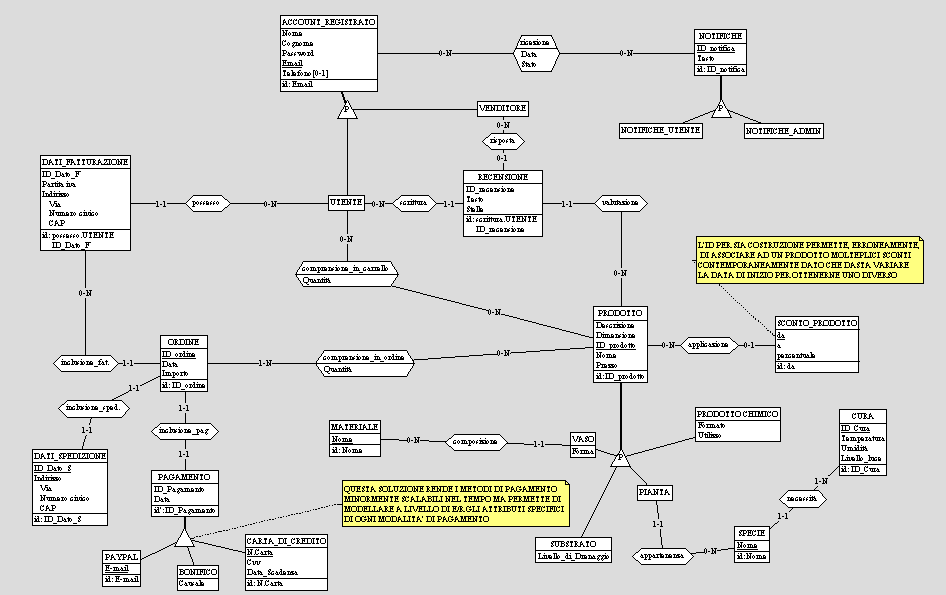 ACCOUNT_REGISTRATO
Nome
Cognome
Password
Email
Telefono[0-1]
id: Email
0-N
ricezione
Data
Stato
0-N
NOTIFICHE
ID_notifica
Testo
id: ID_notifica
P
NOTIFICHE_UTENTE
NOTIFICHE_ADMIN
P
VENDITORE
0-N
risposta
0-1
DATI_FATTURAZIONE
ID_Dato_F
Partita iva
Indirizzo
Via
Numero civico
CAP
id: possesso.UTENTE
ID_Dato_F
1-1
possesso
0-N
UTENTE
0-N
scrittura
1-1
RECENSIONE
ID_recensione
Testo
Stelle
id: scrittura.UTENTE
ID_recensione
1-1
valutazione
0-N
0-N
comprensione_in_carrello
Quantità
0-N
L'ID PER SIA COSTRUZIONE PERMETTE, ERRONEAMENTE,
DI ASSOCIARE AD UN PRODOTTO MOLTEPLICI SCONTI
CONTEMPORANEAMENTE DATO CHE DASTA VARIARE
LA DATA DI INIZIO PER OTTENERNE UNO DIVERSO
PRODOTTO
Descrizione
Dimensione
ID_prodotto
Nome
Prezzo
id: ID_prodotto
0-N
applicazione
0-1
SCONTO_PRODOTTO
da
a
percentuale
id: da
0-N
inclusione_fat.
1-1
ORDINE
ID_ordine
Data
Importo
id: ID_ordine
1-N
comprensione_in_ordine
Quantità
0-N
1-1
inclusione_sped.
1-1
DATI_SPEDIZIONE
ID_Dato_S
Indirizzo
Via
Numero civico
CAP
id: ID_Dato_S
1-1
inclusione_pag
1-1
PAGAMENTO
ID_Pagamento
Data
id': ID_Pagamento
QUESTA SOLUZIONE RENDE I METODI DI PAGAMENTO
MINORMENTE SCALABILI NEL TEMPO MA PERMETTE DI
MODELLARE A LIVELLO DI E/R GLI ATTRIBUTI SPECIFICI
DI OGNI MODALITA' DI PAGAMENTO
PAYPAL
E-mail
id: E-mail
BONIFICO
Causale
CARTA_DI_CREDITO
N.Carta
Cvv
Data_Scadenza
id: N.Carta
MATERIALE
Nome
id: Nome
0-N
composizione
1-1
VASO
Forma
P
PRODOTTO CHIMICO
Formato
Utilizzo
SUBSTRATO
Livello_di_Drenaggio
PIANTA
1-1
appartenenza
0-N
SPECIE
Nome
id: Nome
1-1
necessità
1-N
CURA
ID_Cura
Temperatura
Umidità
Livello_luce
id: ID_Cura